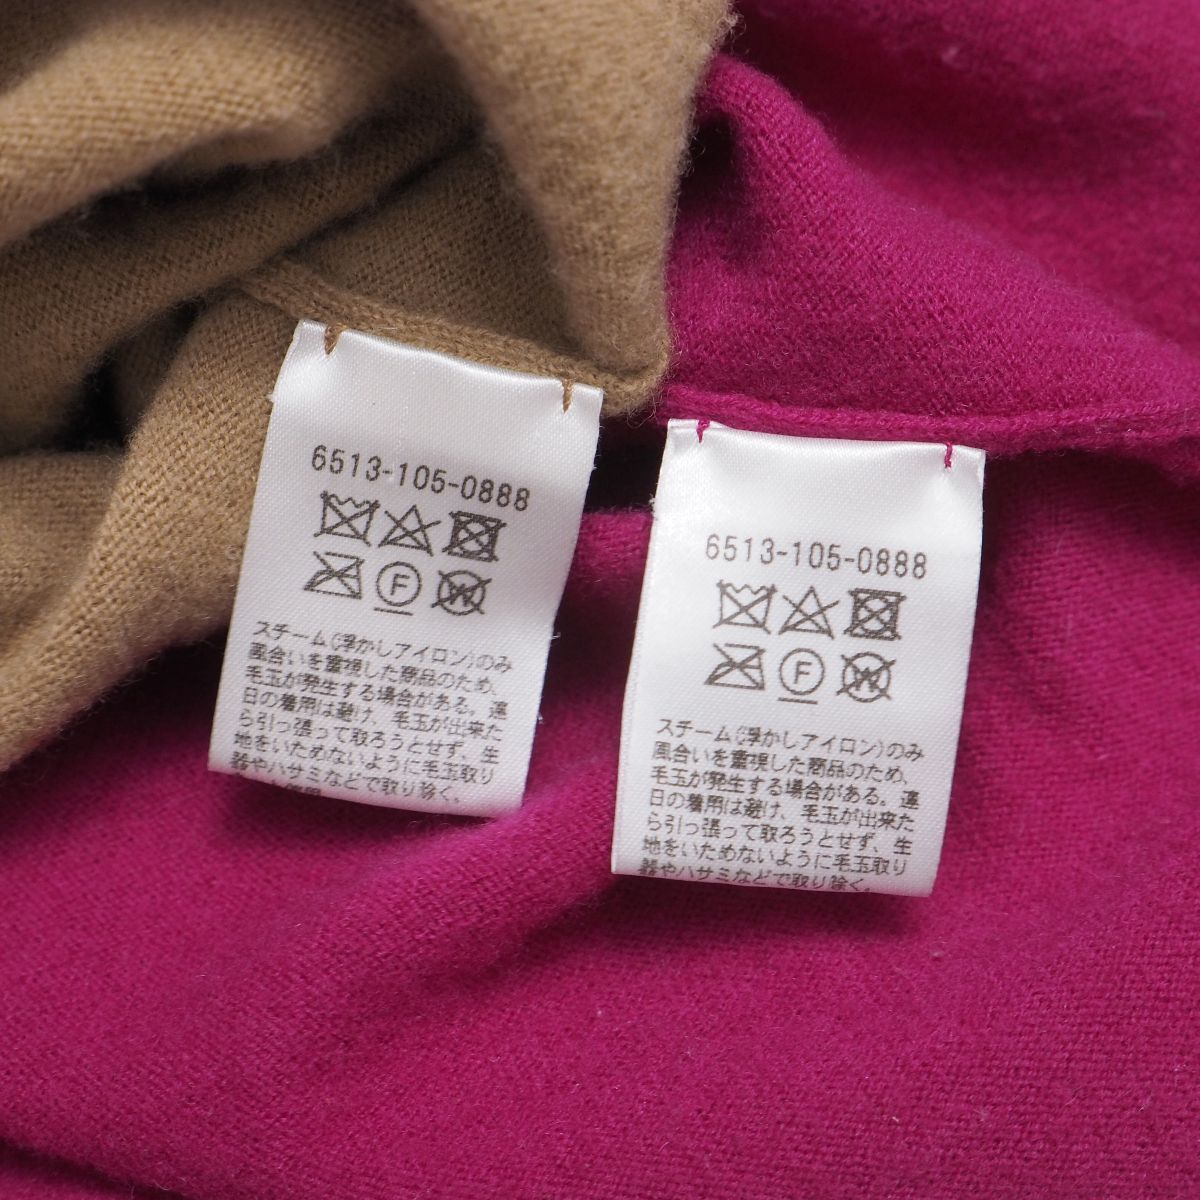 6513-105-0888
F
W
スチーム(浮かしアイロン)のみ
風合いを重視した商品のため、
毛玉が発生する場合がある。連
日の着用は避け、毛玉が出来た
ら引っ張って取ろうとせず、生
地をいためないように毛玉取り
器やハサミなどで取り除く。
6513-105-0888
F
W
スチーム(浮かしアイロン)のみ
風合いを重視した商品のため、
毛玉が発生する場合がある。連
日の着用は避け、毛玉が出来た
ら引っ張って取ろうとせず、生
地をいためないように毛玉取り
器やハサミなどで取り除く。